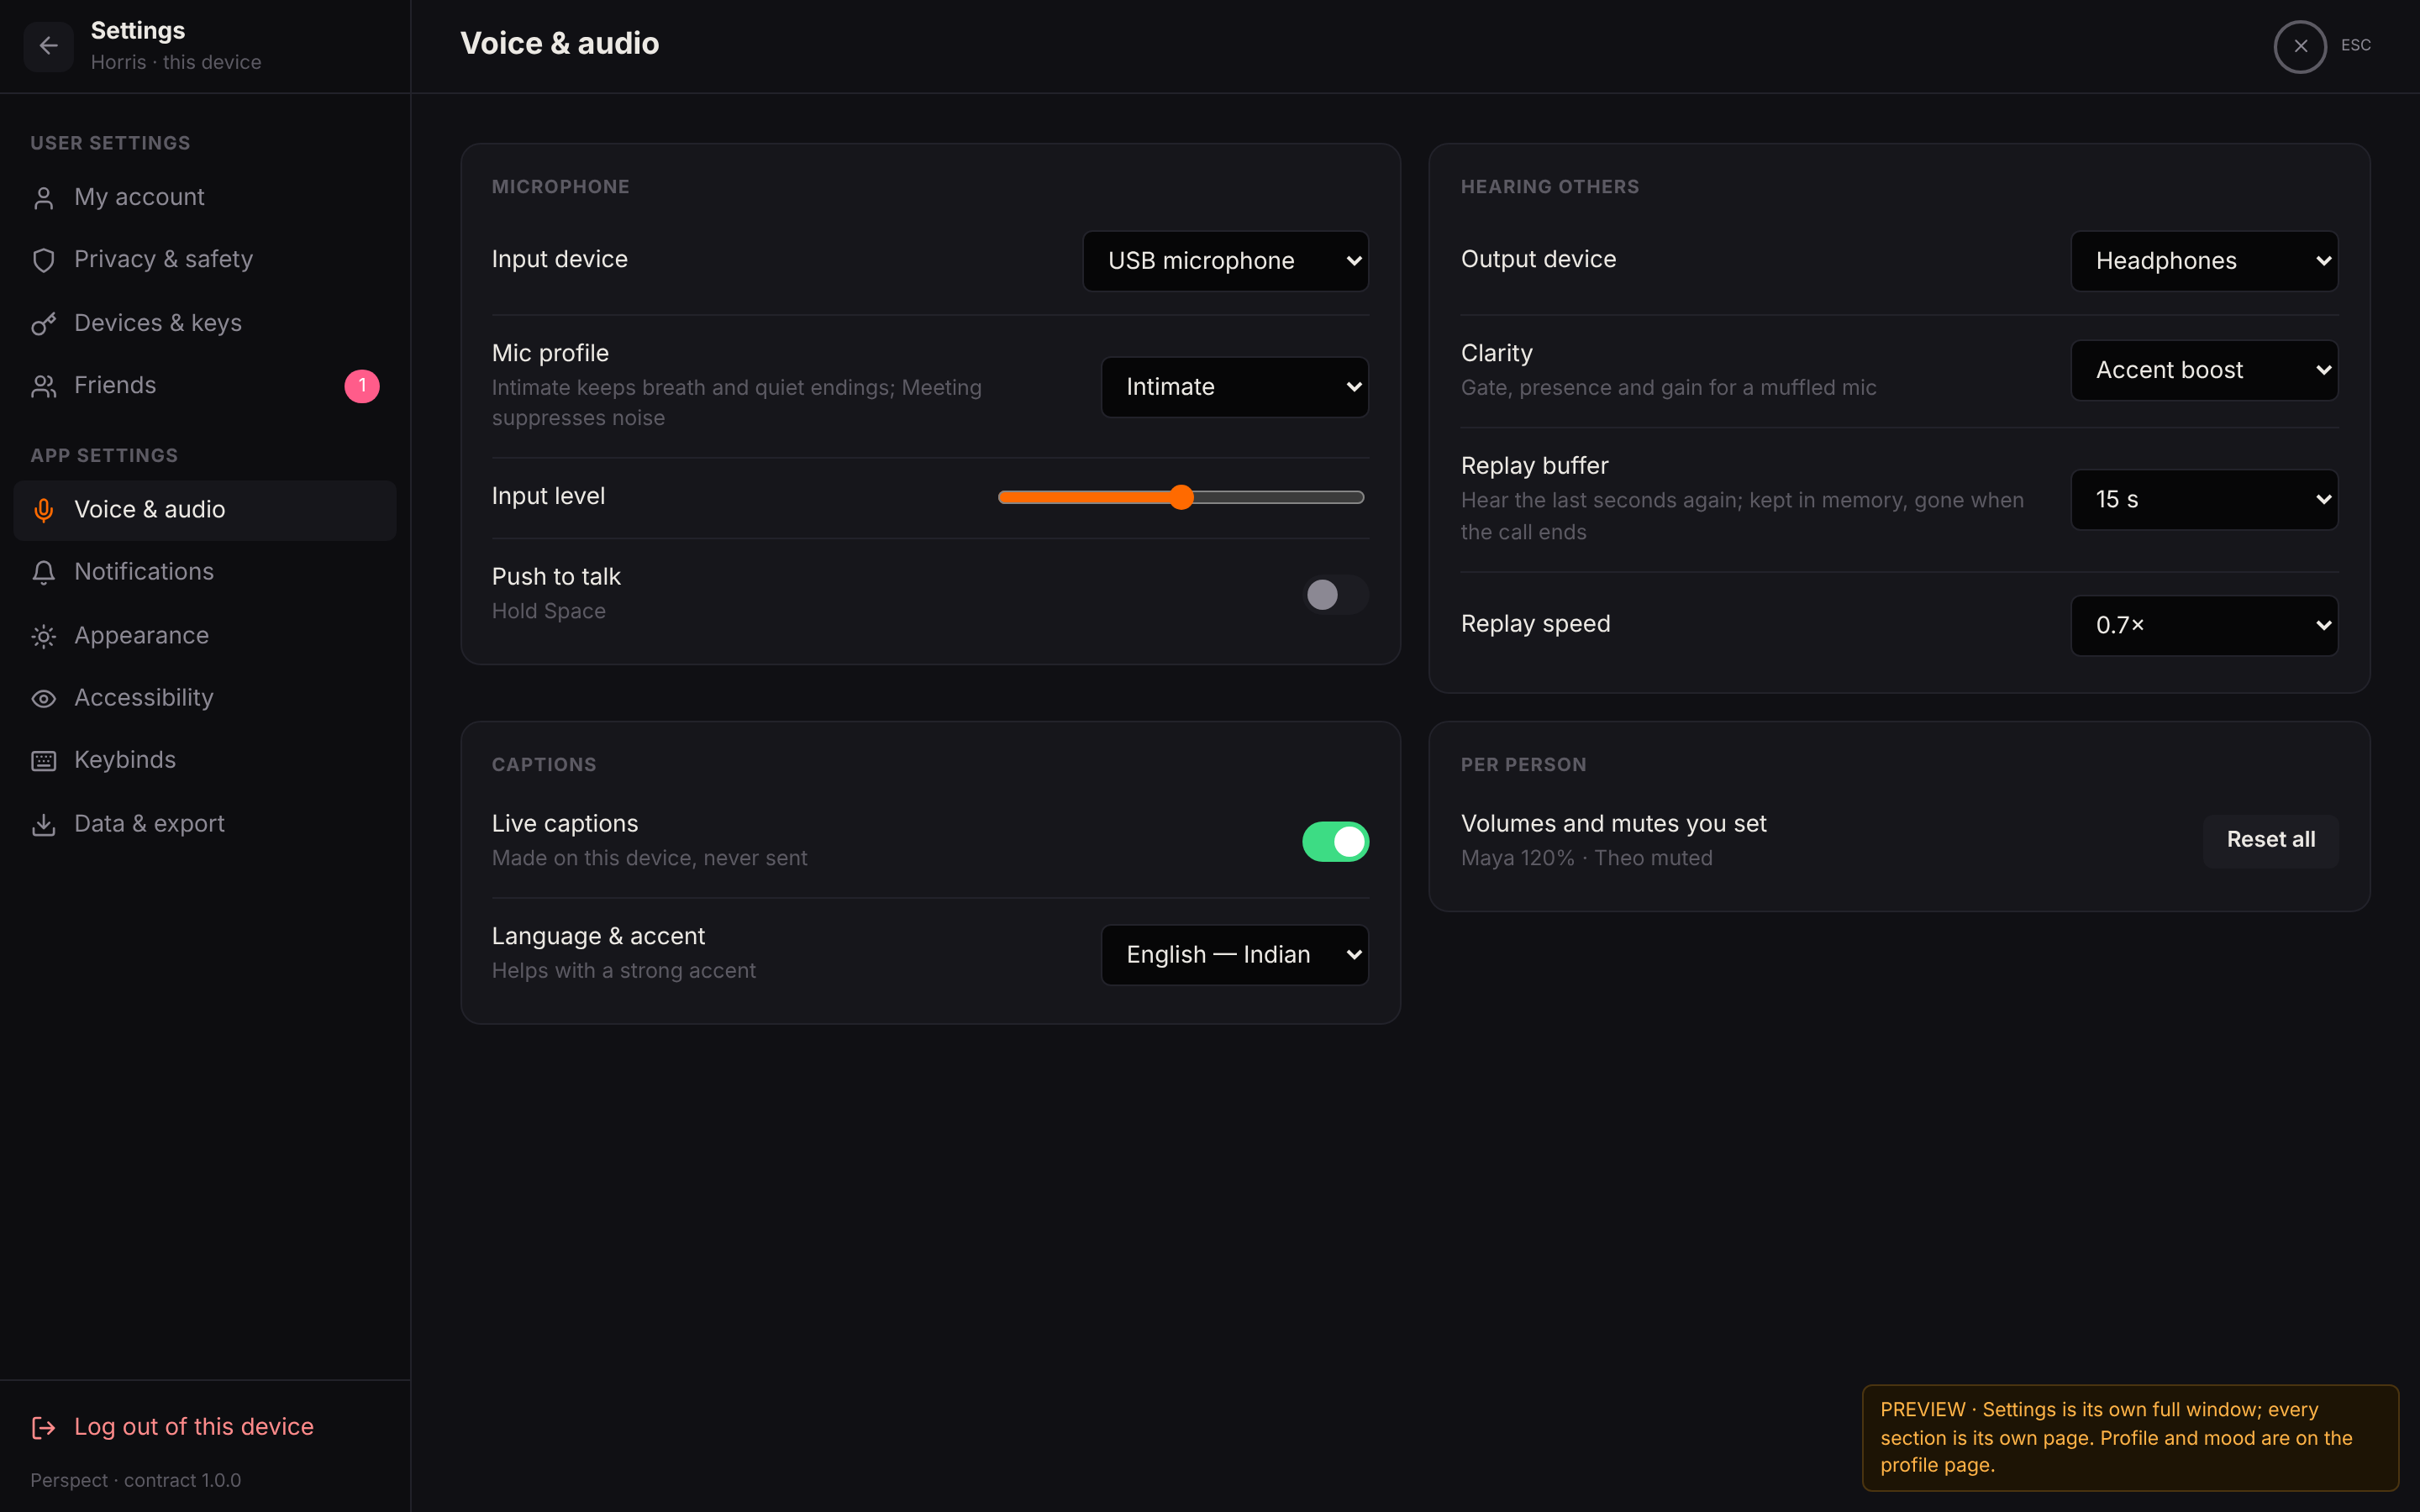 Settings
Horris · this device
USER SETTINGS
My account
Privacy & safety
Devices & keys
Friends
1
APP SETTINGS
Voice & audio
Notifications
Appearance
Accessibility
Keybinds
Data & export
Log out of this device
Perspect · contract 1.0.0
Voice & audio
ESC
MICROPHONE
Input device
USB microphone
Mic profile
Intimate keeps breath and quiet endings; Meeting
suppresses noise
Intimate
Input level
Push to talk
Hold Space
HEARING OTHERS
Output device
Headphones
Clarity
Gate, presence and gain for a muffled mic
Accent boost
Replay buffer
Hear the last seconds again; kept in memory, gone when
the call ends
15 s
Replay speed
0.7×
CAPTIONS
Live captions
Made on this device, never sent
Language & accent
Helps with a strong accent
English — Indian
PER PERSON
Volumes and mutes you set
Maya 120% · Theo muted
Reset all
PREVIEW · Settings is its own full window; every
section is its own page. Profile and mood are on the
profile page.